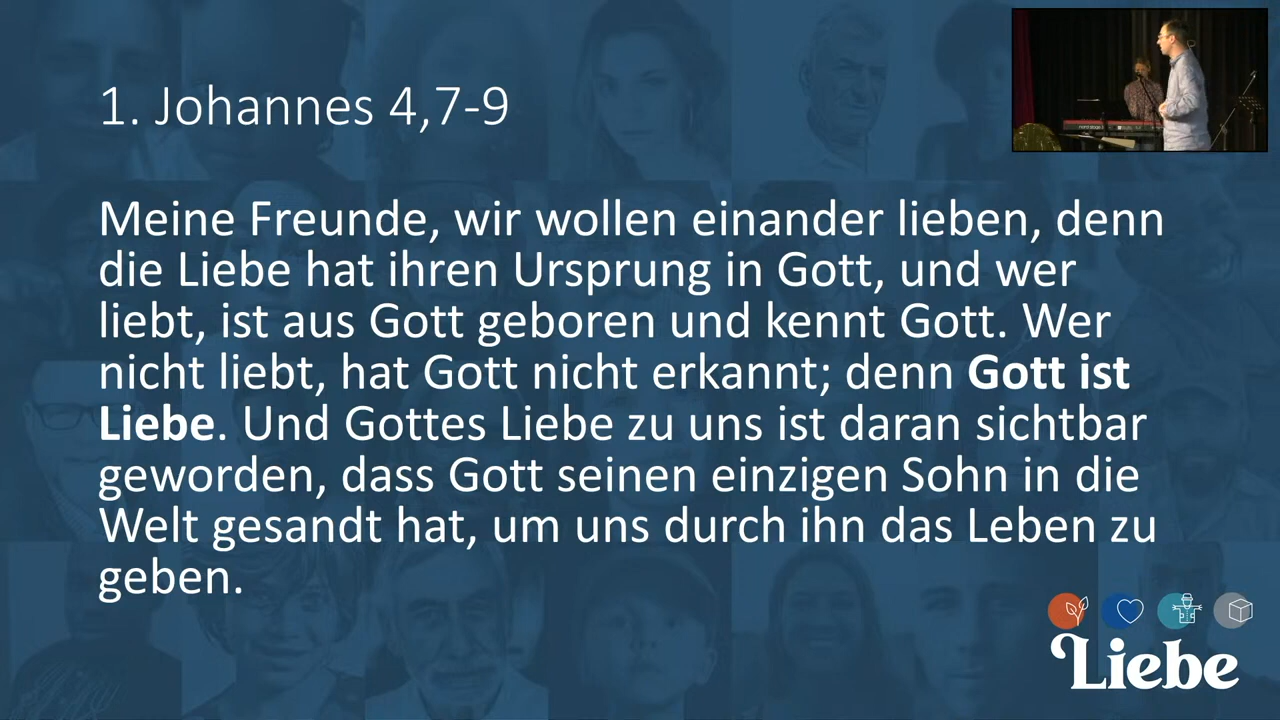 1. Johannes 4,7-9
Meine Freunde, wir wollen einander lieben, denn
die Liebe hat ihren Ursprung in Gott, und wer
liebt, ist aus Gott geboren und kennt Gott. Wer
nicht liebt, hat Gott nicht erkannt; denn Gott ist
Liebe. Und Gottes Liebe zu uns ist daran sichtbar
geworden, dass Gott seinen einzigen Sohn in die
Welt gesandt hat, um uns durch ihn das Leben zu
geben.
Liebe